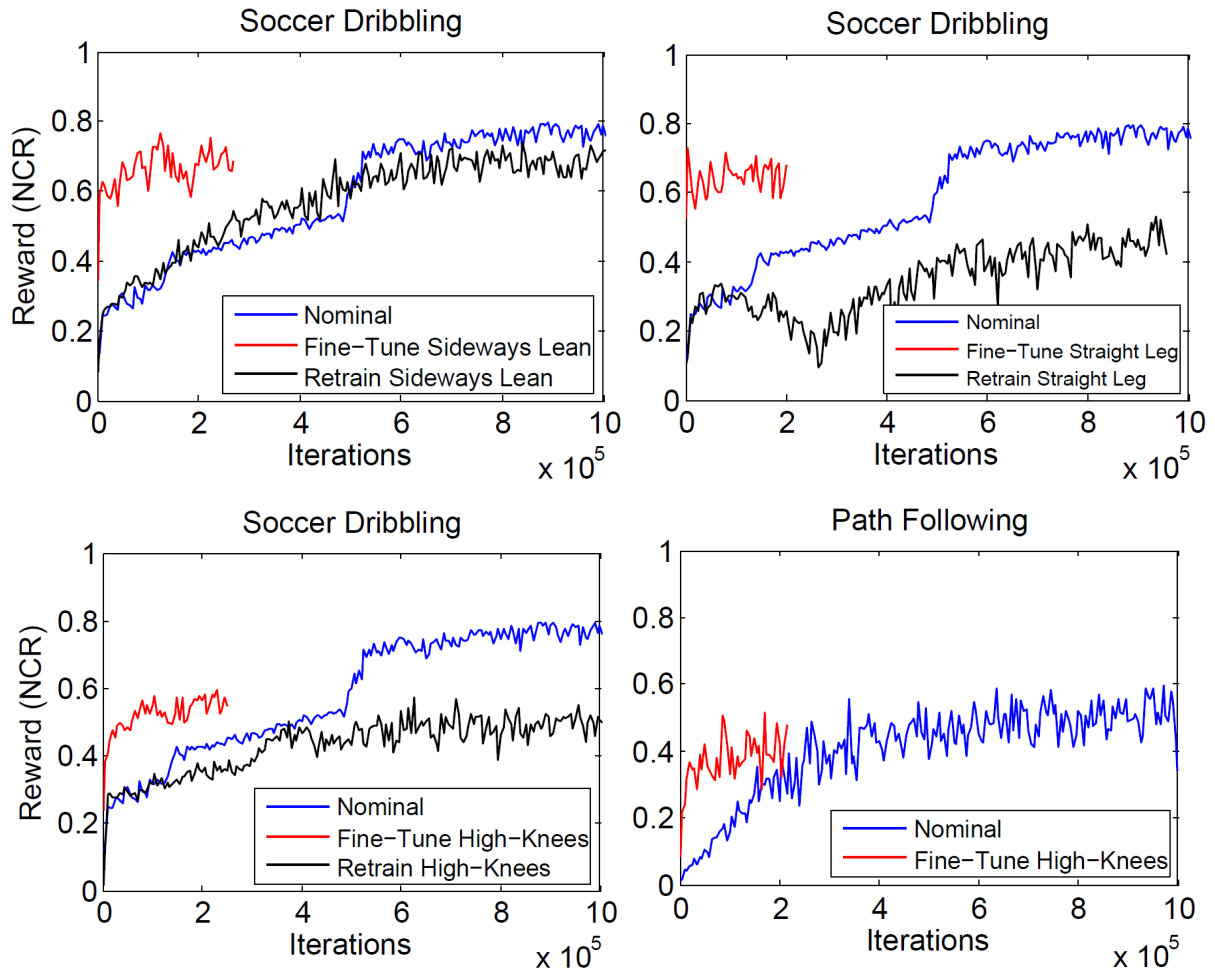 Soccer Dribbling
Reward (NCR)
1
0.8
0.6
0.4
0.2
0
Nominal
Fine-Tune Sideways Lean
Retrain Sideways Lean
0 2 4 6 8 10
Iterations
x 10^5
Soccer Dribbling
1
0.8
0.6
0.4
0.2
0
Nominal
Fine-Tune Straight Leg
Retrain Straight Leg
0 2 4 6 8 10
Iterations
x 10^5
Soccer Dribbling
Reward (NCR)
1
0.8
0.6
0.4
0.2
0
Nominal
Fine-Tune High-Knees
Retrain High-Knees
0 2 4 6 8 10
Iterations
x 10^5
Path Following
1
0.8
0.6
0.4
0.2
0
Nominal
Fine-Tune High-Knees
0 2 4 6 8 10
Iterations
x 10^5